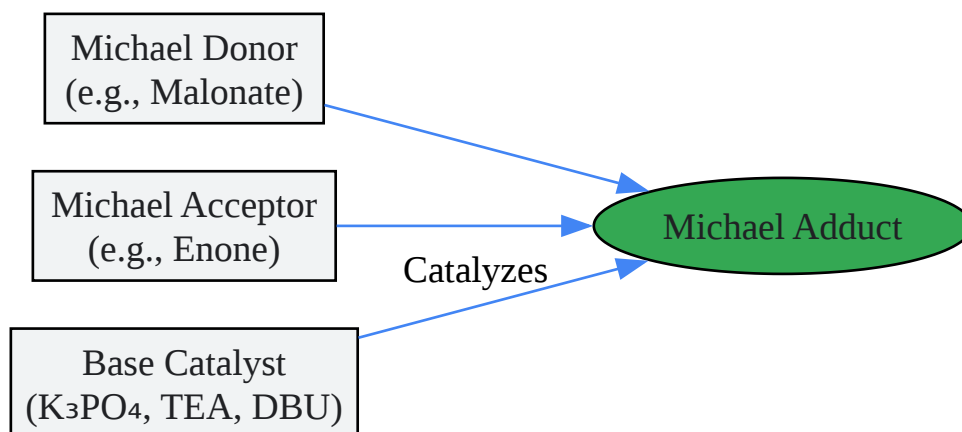 Michael Donor
(e.g., Malonate)
Michael Acceptor
(e.g., Enone)
Michael Adduct
Catalyzes
Base Catalyst
(K₃PO₄, TEA, DBU)